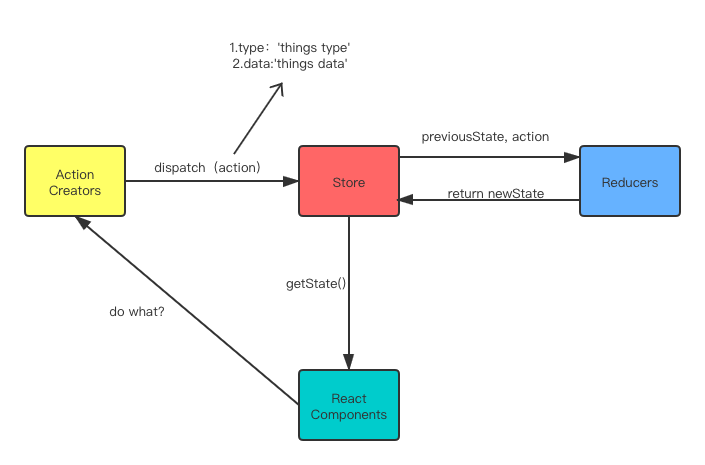 1.type：'things type'
2.data:'things data'
previousState, action
dispatch（action）
Action
Creators
Store
Reducers
return newState
getState()
do what?
React
Components